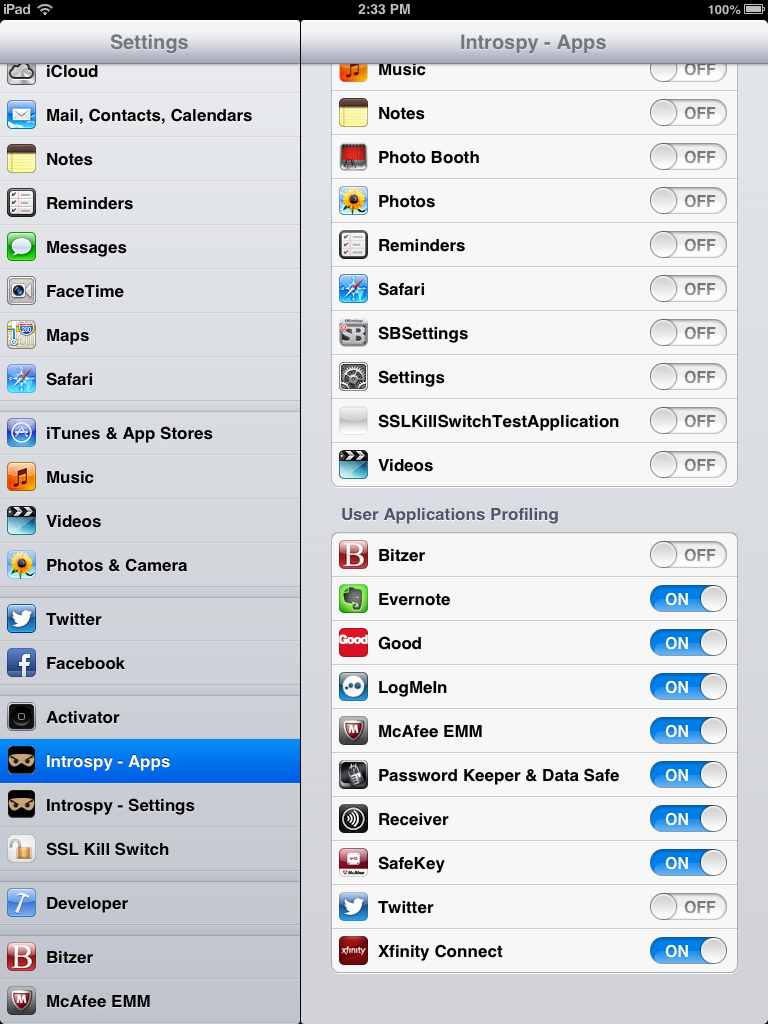 iPad
2:33 PM
100%
Settings
iCloud
Mail, Contacts, Calendars
Notes
Reminders
Messages
FaceTime
Maps
Safari
iTunes & App Stores
Music
Videos
Photos & Camera
Twitter
Facebook
Activator
Introspy - Apps
Introspy - Settings
SSL Kill Switch
Developer
Bitzer
McAfee EMM
Introspy - Apps
Music OFF
Notes OFF
Photo Booth OFF
Photos OFF
Reminders OFF
Safari OFF
SBSettings OFF
Settings OFF
SSLKillSwitchTestApplication OFF
Videos OFF
User Applications Profiling
B Bitzer OFF
Evernote ON
Good Good ON
LogMeIn ON
McAfee EMM ON
Password Keeper & Data Safe ON
Receiver ON
SafeKey ON
Twitter OFF
xfinity Xfinity Connect ON